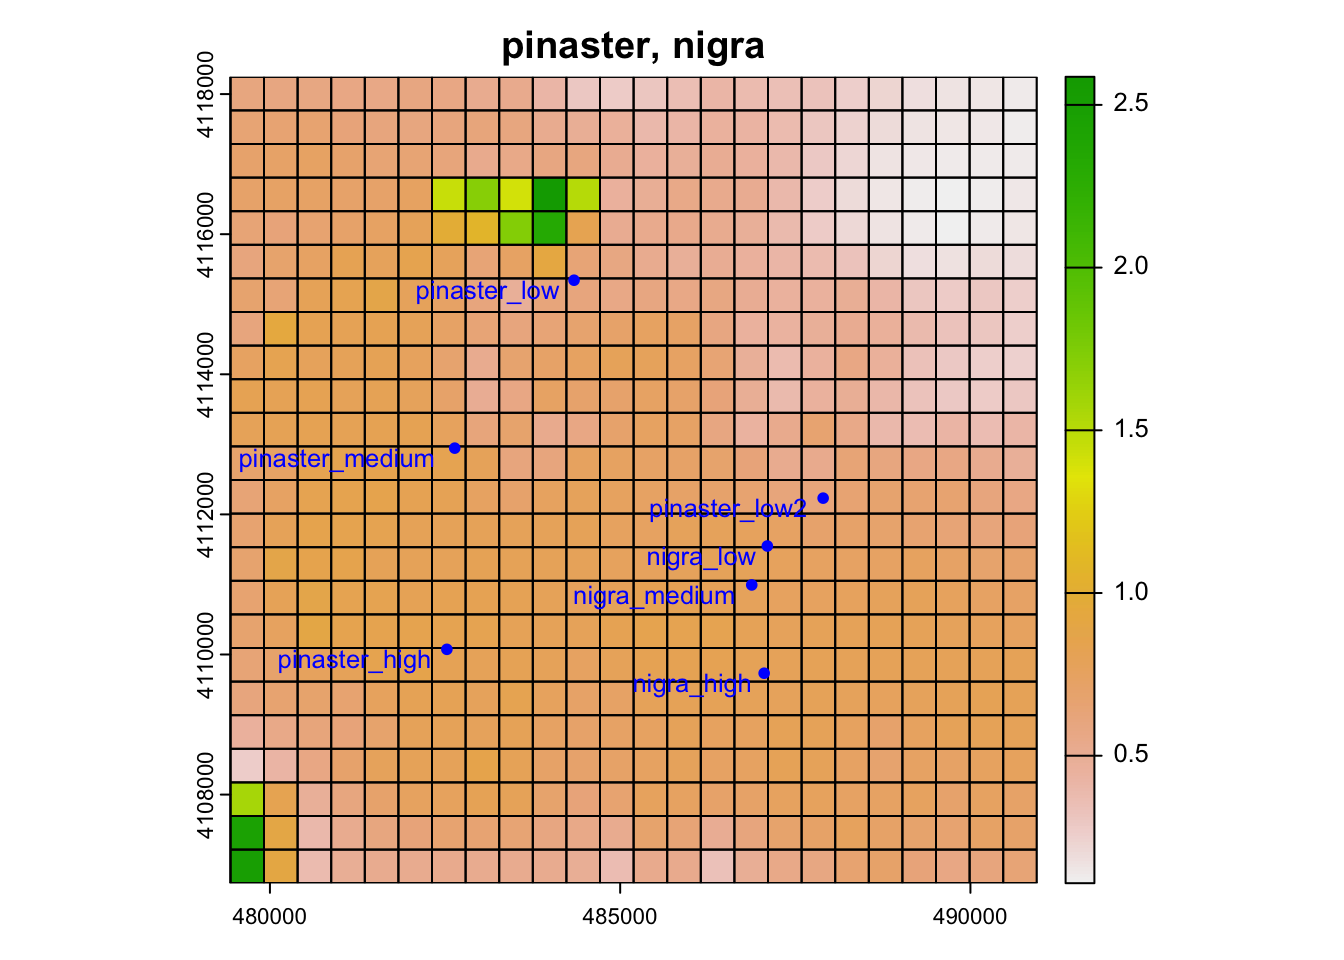 pinaster, nigra
4118000
4116000
4114000
4112000
4110000
4108000
pinaster_low
pinaster_medium
pinaster_low2
nigra_low
nigra_medium
pinaster_high
nigra_high
2.5
2.0
1.5
1.0
0.5
480000
485000
490000